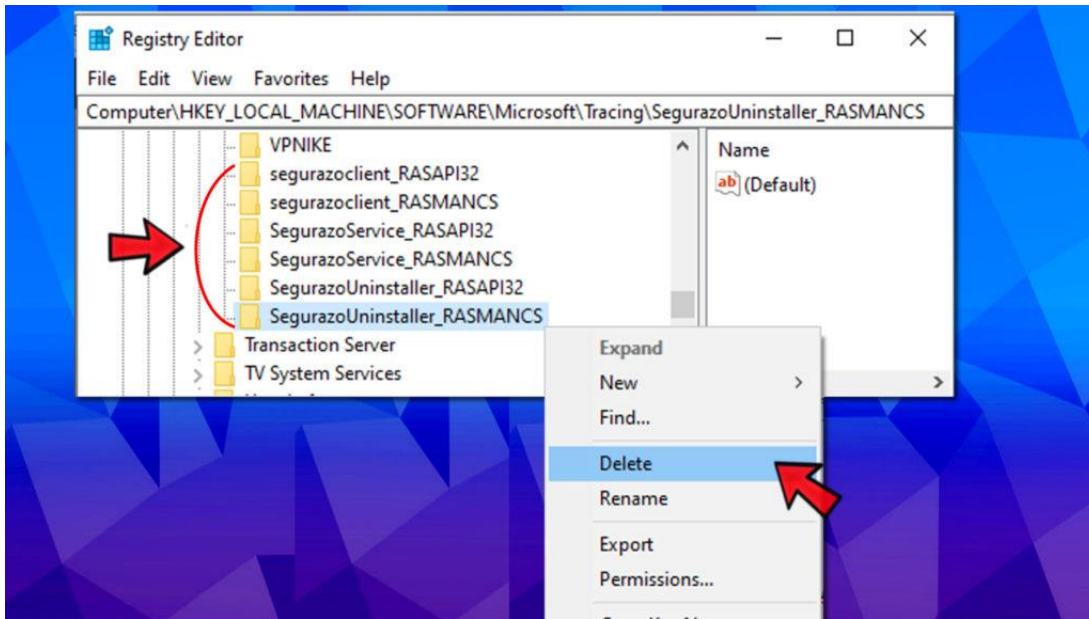 Registry Editor
File Edit View Favorites Help
Computer\HKEY_LOCAL_MACHINE\SOFTWARE\Microsoft\Tracing\SegurazoUninstaller_RASMANCS
VPNIKE
segurazoclient_RASAPI32
segurazoclient_RASMANCS
SegurazoService_RASAPI32
SegurazoService_RASMANCS
SegurazoUninstaller_RASAPI32
SegurazoUninstaller_RASMANCS
Transaction Server
TV System Services
Name
ab (Default)
Expand
New
Find...
Delete
Rename
Export
Permissions...